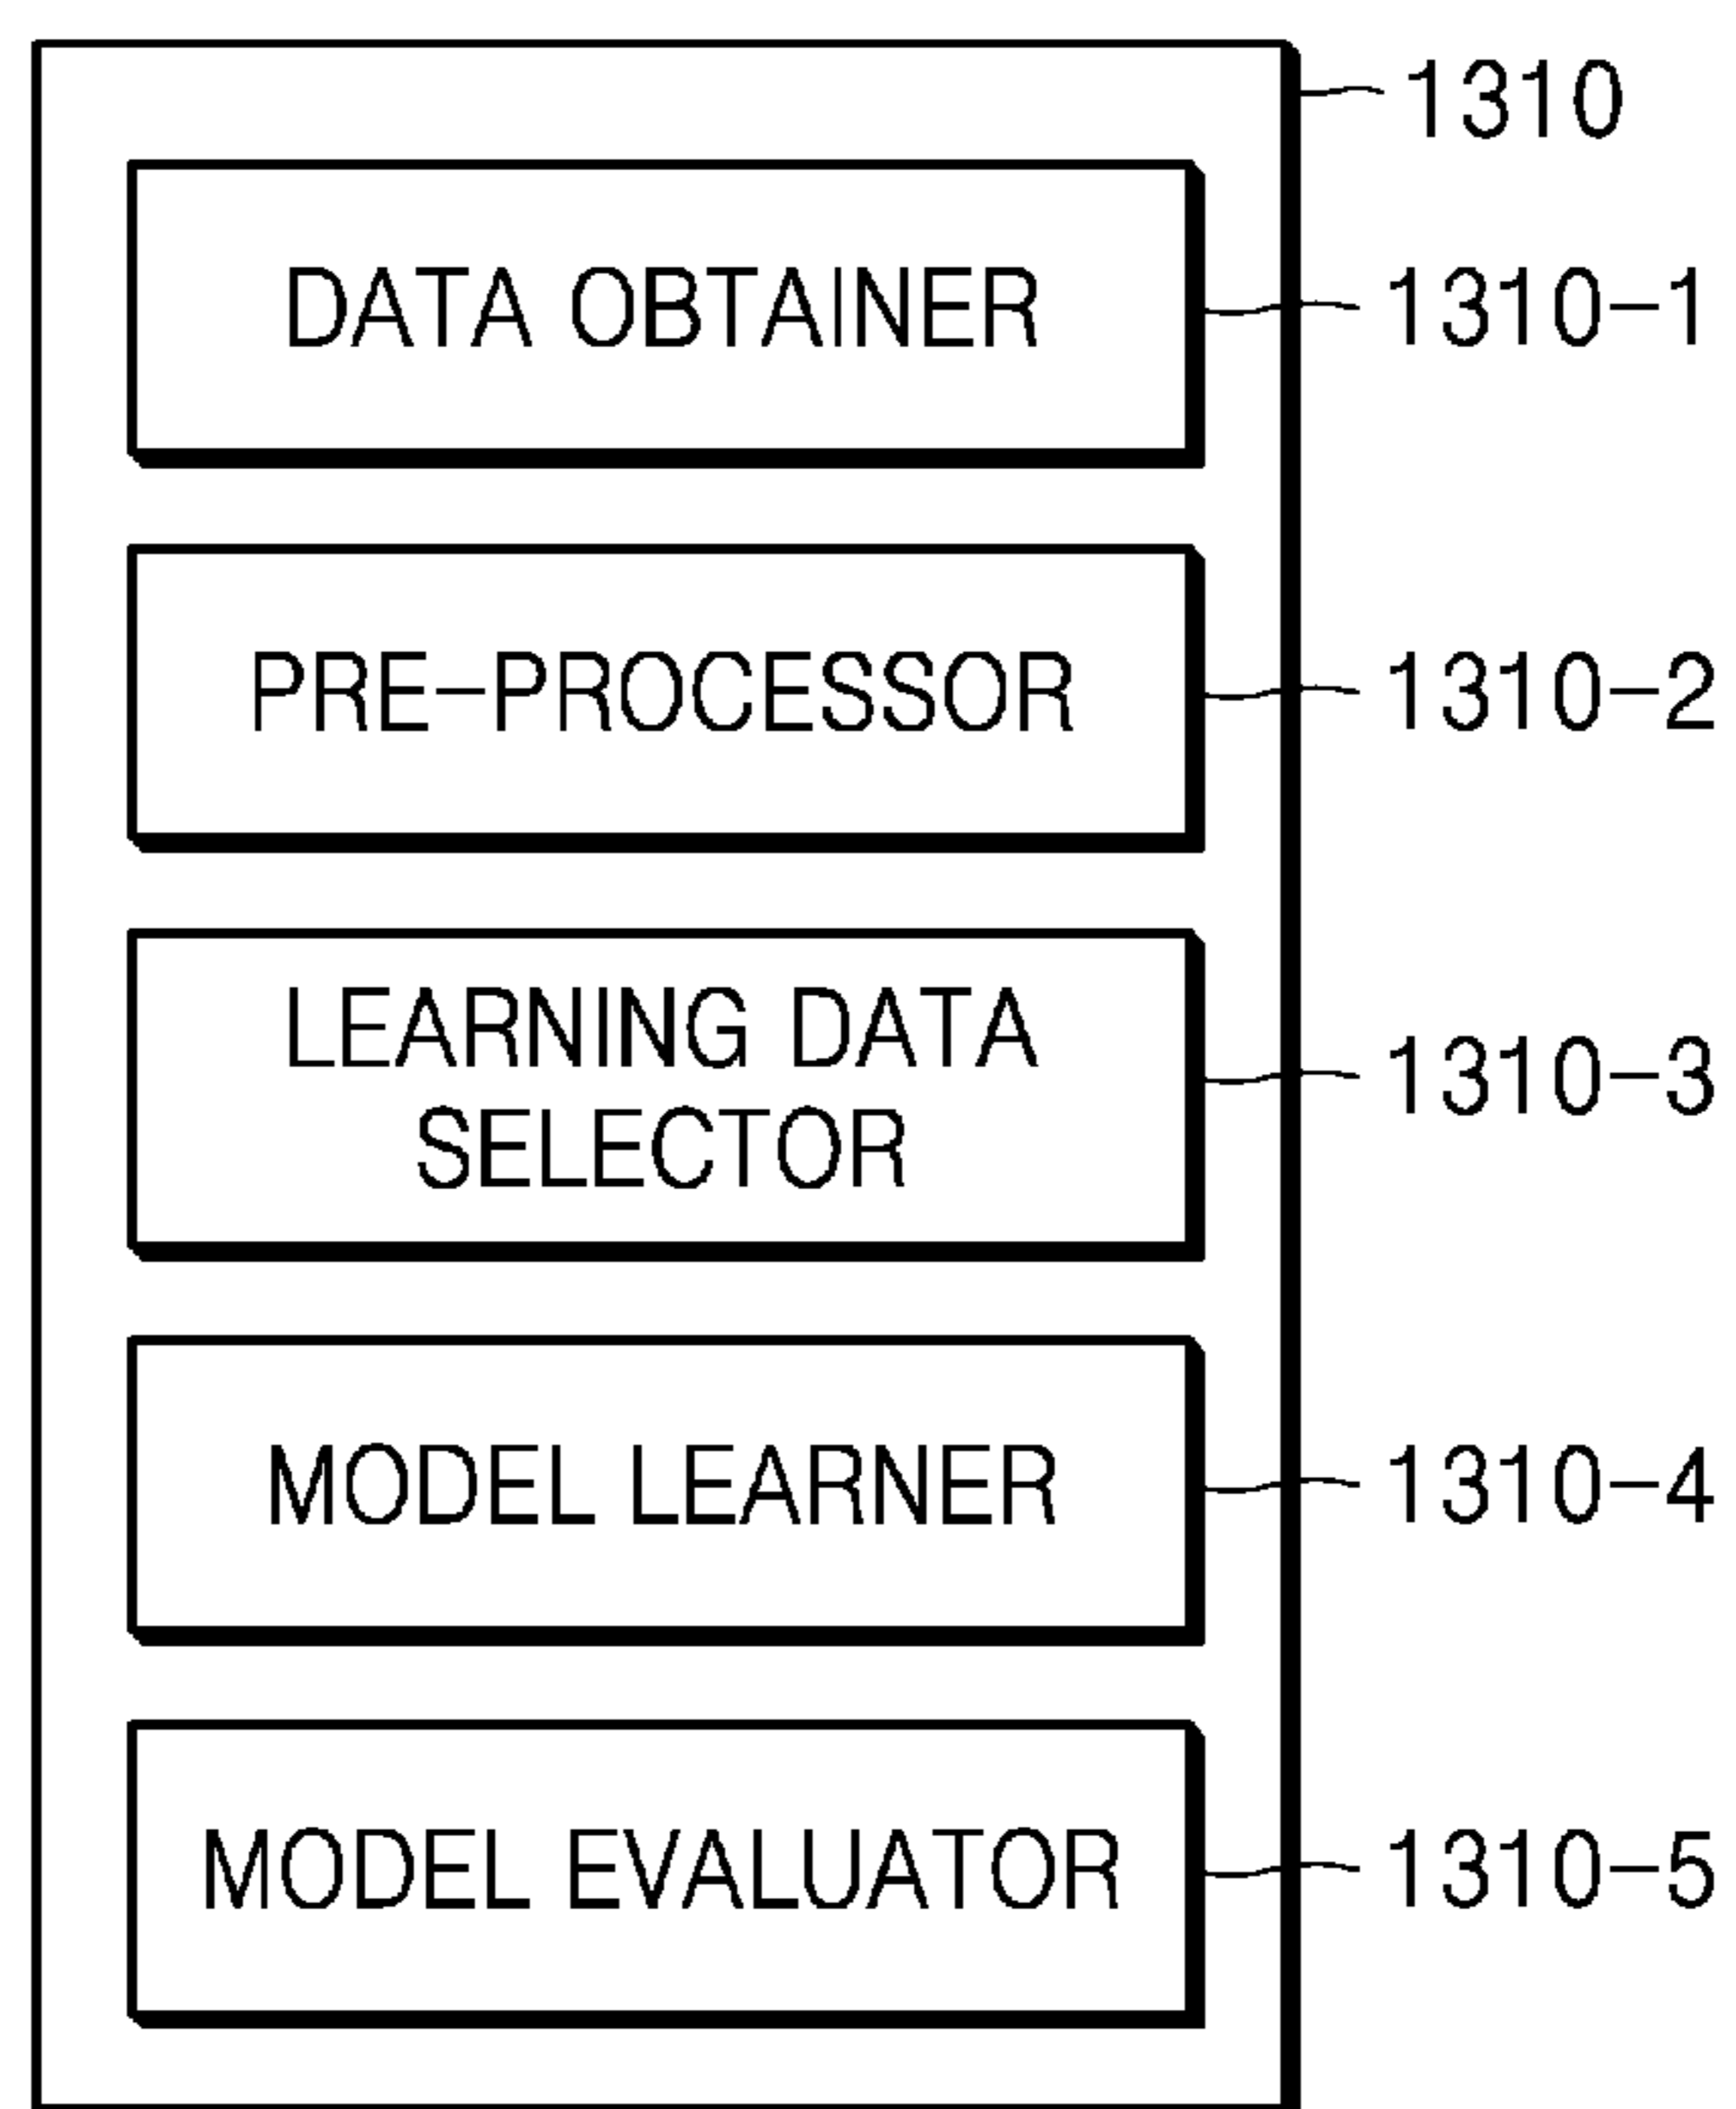 1310
DATA OBTAINER 1310-1
PRE-PROCESSOR 1310-2
LEARNING DATA
SELECTOR
1310-3
MODEL LEARNER 1310-4
MODEL EVALUATOR 1310-5